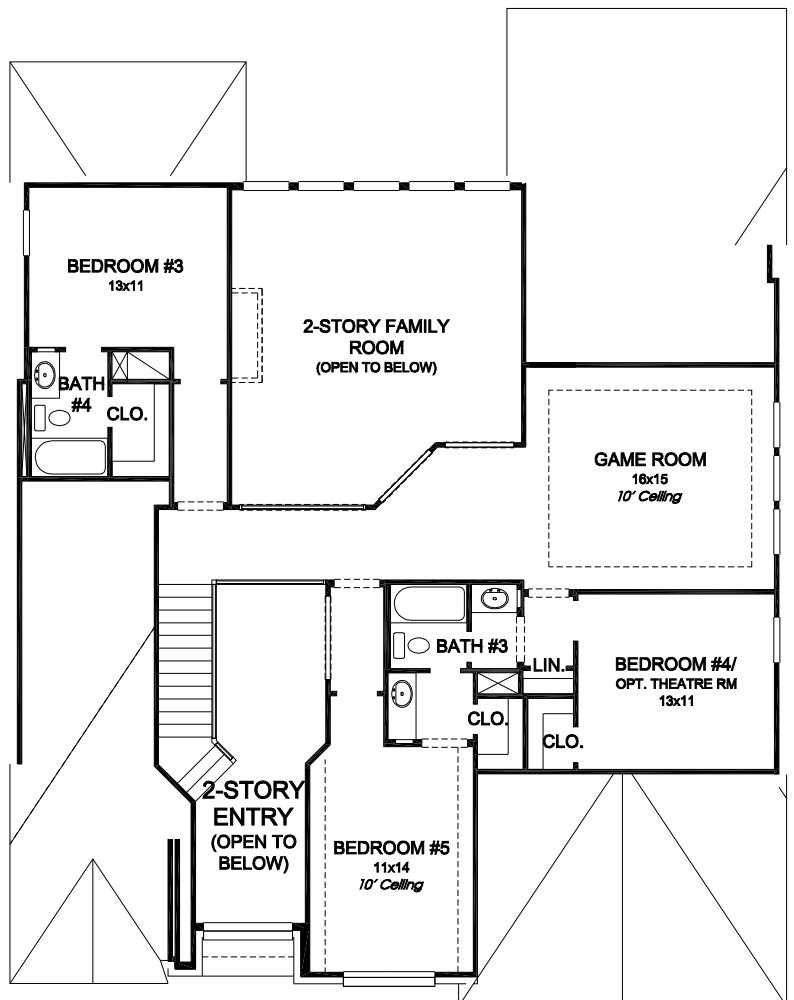 BEDROOM #3
13x11
2-STORY FAMILY
ROOM
(OPEN TO BELOW)
BATH
#4
CLO.
GAME ROOM
16x15
10' Ceiling
BATH #3
LIN.
BEDROOM #4/
OPT. THEATRE RM
13x11
CLO.
CLO.
2-STORY
ENTRY
(OPEN TO
BELOW)
BEDROOM #5
11x14
10' Ceiling